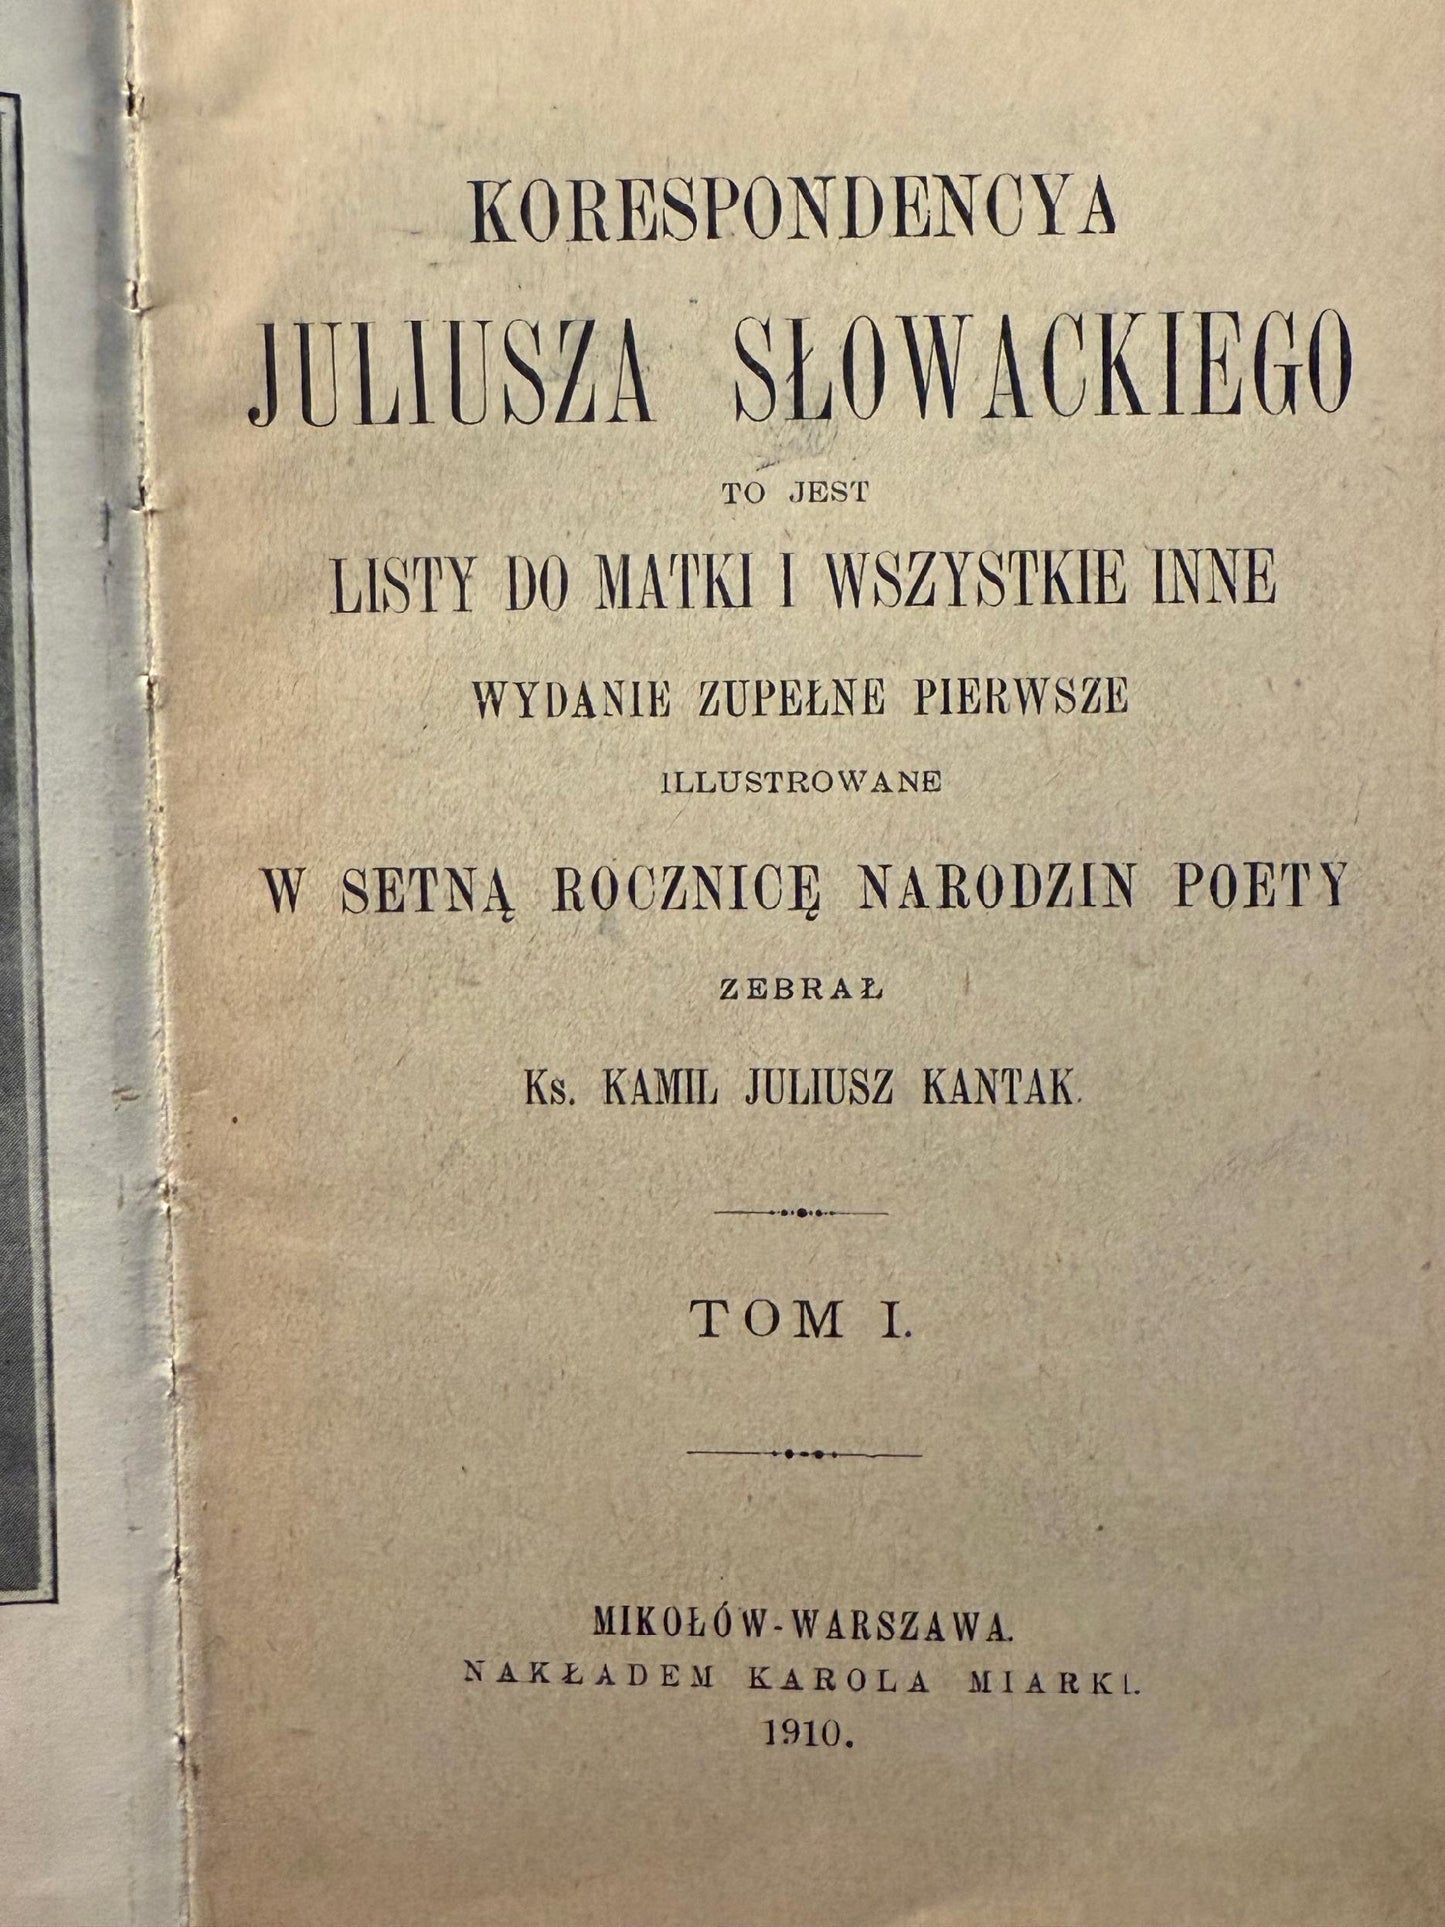 KORESPONDENCYA
JULIUSZA SŁOWACKIEGO
TO JEST
LISTY DO MATKI I WSZYSTKIE INNE
WYDANIE ZUPEŁNE PIERWSZE
ILLUSTROWANE
W SETNĄ ROCZNICĘ NARODZIN POETY
ZEBRAŁ
Ks. KAMIL JULIUSZ KANTAK.
TOM I.
MIKOŁÓW-WARSZAWA.
NAKŁADEM KAROLA MIARKI.
1910.